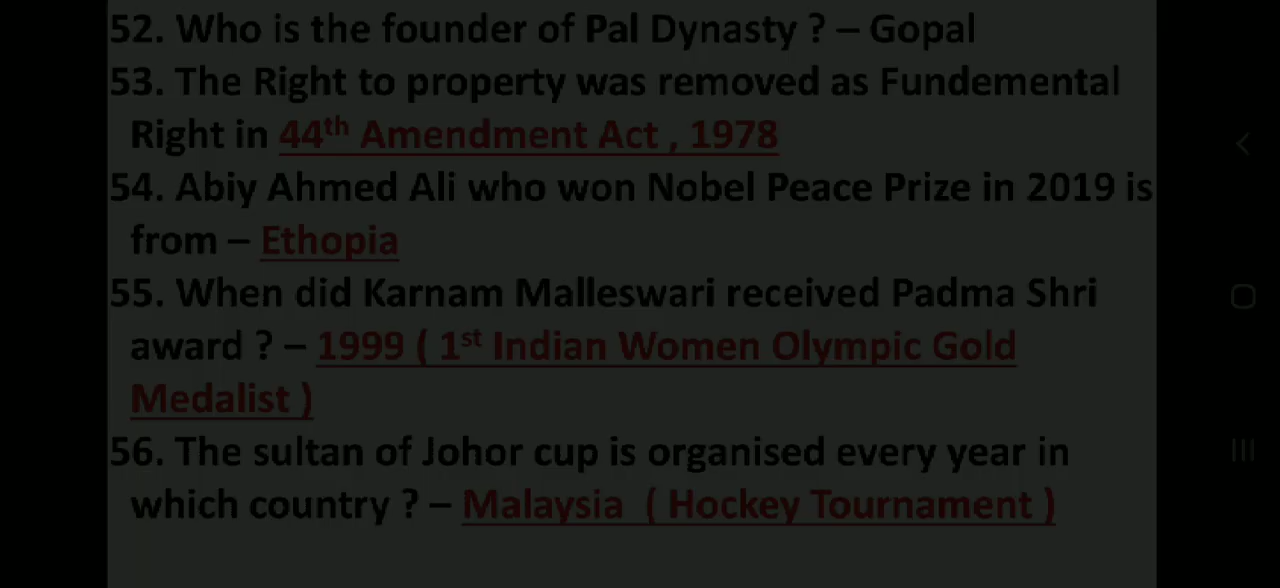 52. Who is the founder of Pal Dynasty ? – Gopal
53. The Right to property was removed as Fundemental
Right in 44th Amendment Act , 1978
54. Abiy Ahmed Ali who won Nobel Peace Prize in 2019 is
from – Ethopia
55. When did Karnam Malleswari received Padma Shri
award ? – 1999 ( 1st Indian Women Olympic Gold
Medalist )
56. The sultan of Johor cup is organised every year in
which country ? – Malaysia ( Hockey Tournament )